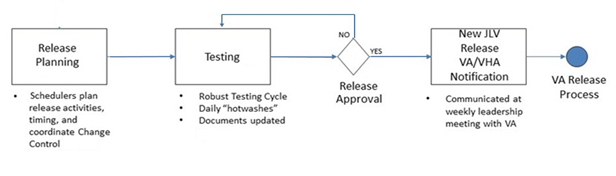 Release
Planning
• Schedulers plan
release activities,
timing, and
coordinate Change
Control
Testing
• Robust Testing Cycle
• Daily “hotwashes”
• Documents updated
NO
YES
Release
Approval
New JLV
Release
VA/VHA
Notification
• Communicated at
weekly leadership
meeting with VA
VA Release
Process